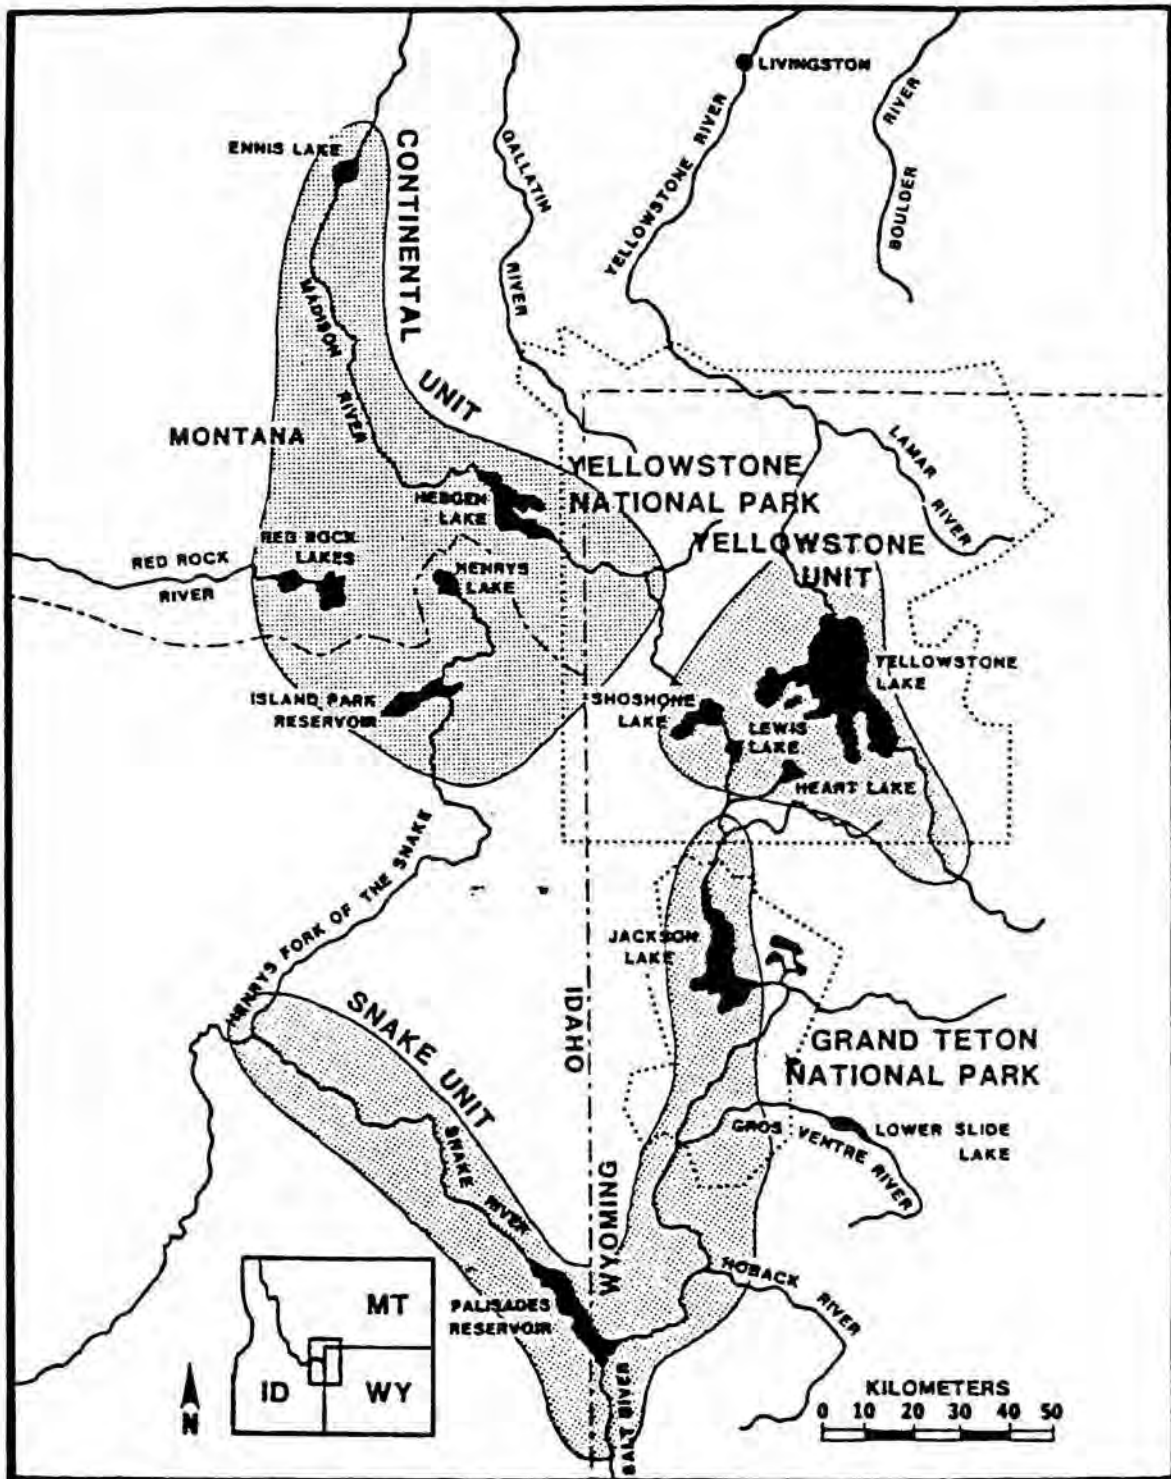 LIVINGSTON
ENNIS LAKE
CONTINENTAL
UNIT
GALLATIN
RIVER
YELLOWSTONE RIVER
BOULDER
RIVER
MADISON
RIVER
MONTANA
LAMAR
RIVER
YELLOWSTONE
NATIONAL PARK
HEBGEN
LAKE
YELLOWSTONE
UNIT
RED ROCK
LAKES
RED ROCK
RIVER
HENRYS
LAKE
YELLOWSTONE
LAKE
ISLAND PARK
RESERVOIR
SHOSHONE
LAKE
LEWIS
LAKE
HEART LAKE
HENRYS FORK OF THE SNAKE
JACKSON
LAKE
SNAKE UNIT
IDAHO
WYOMING
GRAND TETON
NATIONAL PARK
SNAKE
RIVER
GROS VENTRE RIVER
LOWER SLIDE
LAKE
HOBACK
RIVER
PALISADES
RESERVOIR
SALT RIVER
MT
ID
WY
N
KILOMETERS
0 10 20 30 40 50